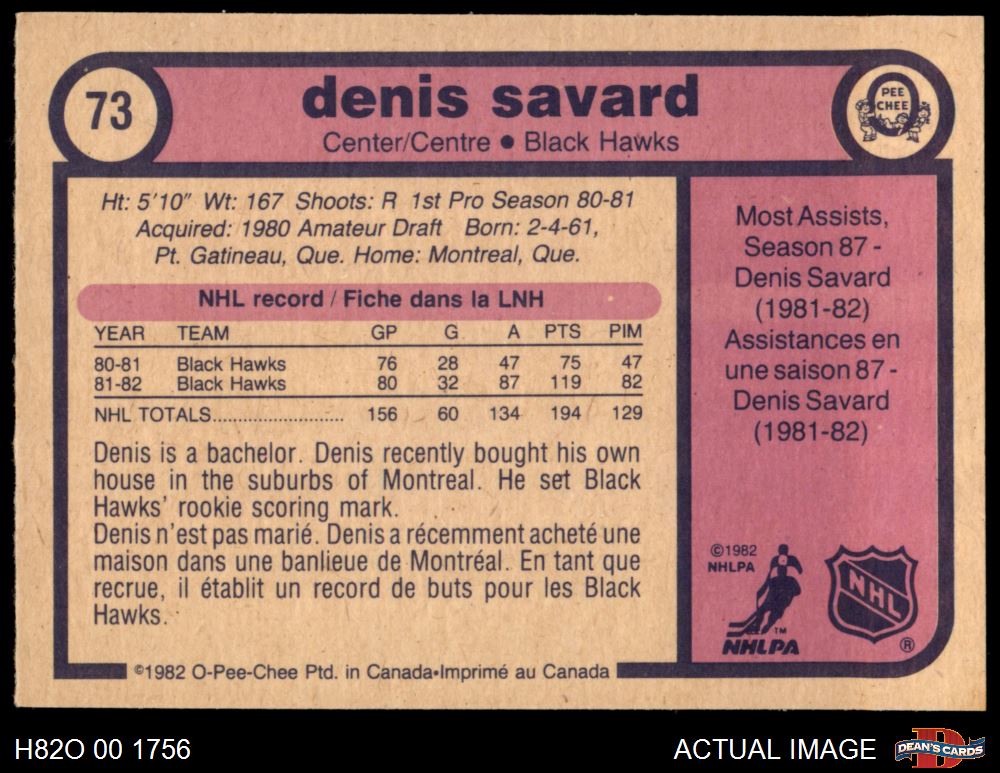 73
denis savard
Center/Centre • Black Hawks
PEE
CHEE
Ht: 5'10" Wt: 167 Shoots: R 1st Pro Season 80-81
Acquired: 1980 Amateur Draft Born: 2-4-61,
Pt. Gatineau, Que. Home: Montreal, Que.
NHL record / Fiche dans la LNH
YEAR TEAM GP G A PTS PIM
80-81 Black Hawks 76 28 47 75 47
81-82 Black Hawks 80 32 87 119 82
NHL TOTALS........................ 156 60 134 194 129
Denis is a bachelor. Denis recently bought his own
house in the suburbs of Montreal. He set Black
Hawks' rookie scoring mark.
Denis n'est pas marié. Denis a récemment acheté une
maison dans une banlieue de Montréal. En tant que
recrue, il établit un record de buts pour les Black
Hawks.
Most Assists,
Season 87 -
Denis Savard
(1981-82)
Assistances en
une saison 87 -
Denis Savard
(1981-82)
©1982
NHLPA
TM
NHLPA
NHL
®
©1982 O-Pee-Chee Ptd. in Canada•Imprimé au Canada
H82O 00 1756
ACTUAL IMAGE
D
DEAN'S CARDS